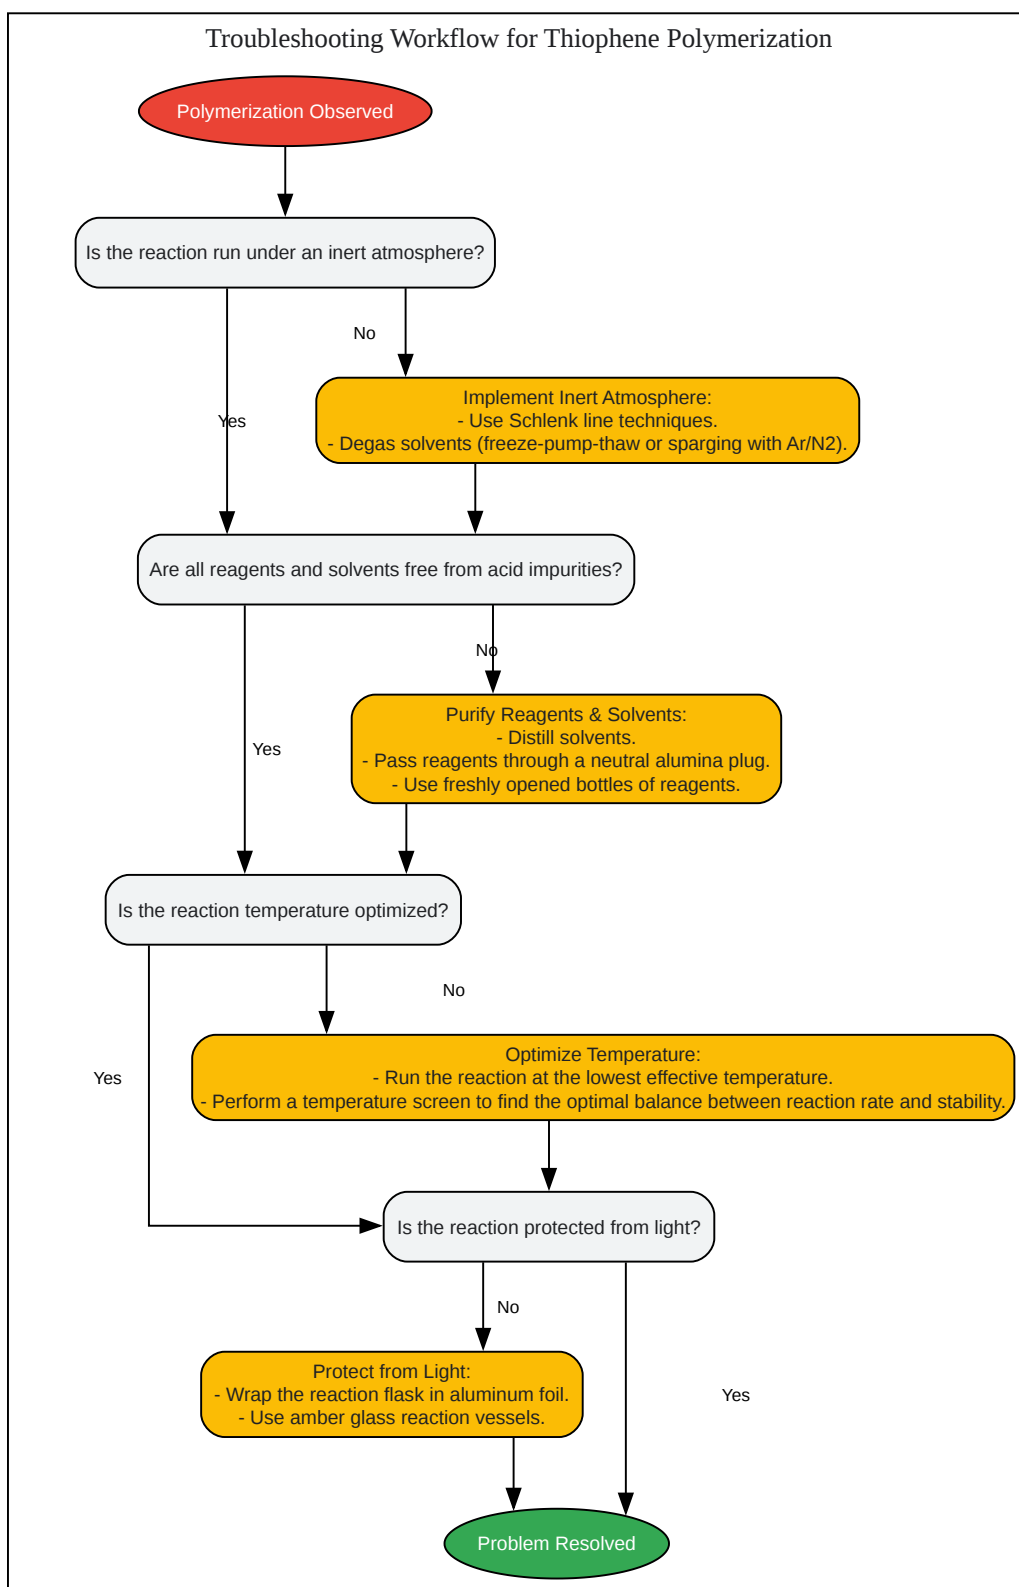 Troubleshooting Workflow for Thiophene Polymerization
Polymerization Observed
Is the reaction run under an inert atmosphere?
No
Yes
Implement Inert Atmosphere:
- Use Schlenk line techniques.
- Degas solvents (freeze-pump-thaw or sparging with Ar/N2).
Are all reagents and solvents free from acid impurities?
No
Yes
Purify Reagents & Solvents:
- Distill solvents.
- Pass reagents through a neutral alumina plug.
- Use freshly opened bottles of reagents.
Is the reaction temperature optimized?
No
Yes
Optimize Temperature:
- Run the reaction at the lowest effective temperature.
- Perform a temperature screen to find the optimal balance between reaction rate and stability.
Is the reaction protected from light?
No
Yes
Protect from Light:
- Wrap the reaction flask in aluminum foil.
- Use amber glass reaction vessels.
Problem Resolved